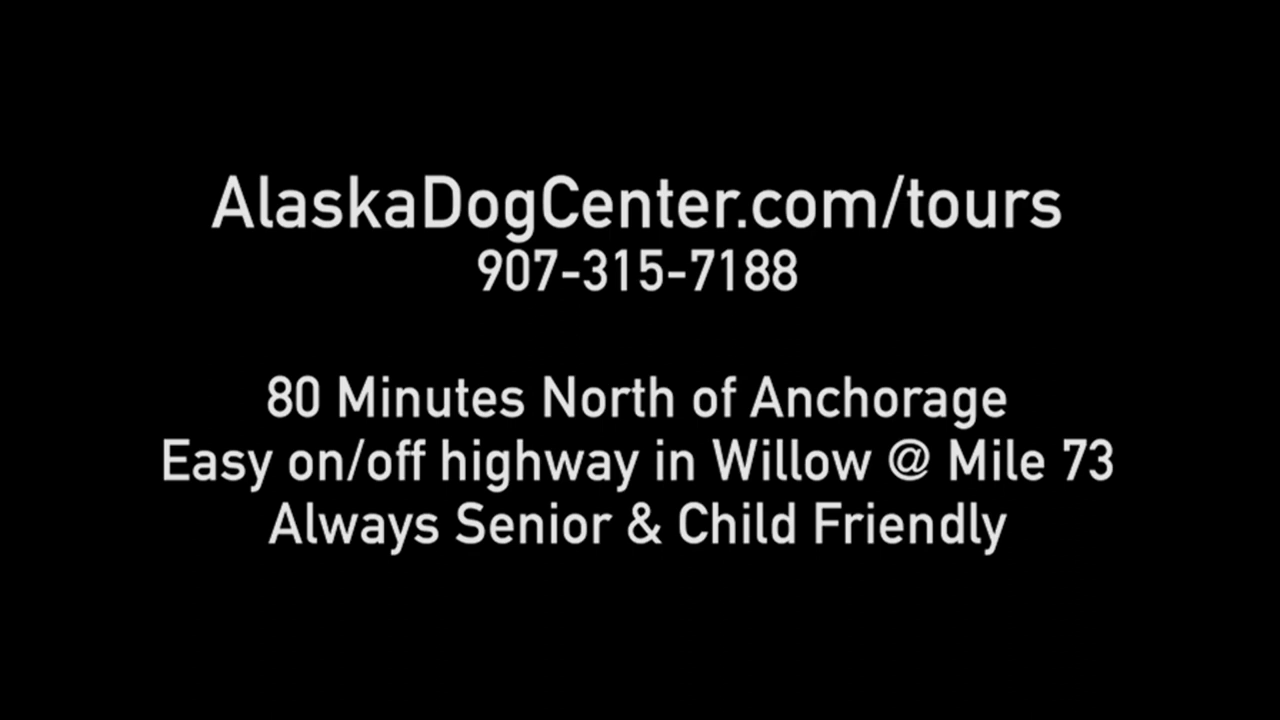 AlaskaDogCenter.com/tours
907-315-7188
80 Minutes North of Anchorage
Easy on/off highway in Willow @ Mile 73
Always Senior & Child Friendly